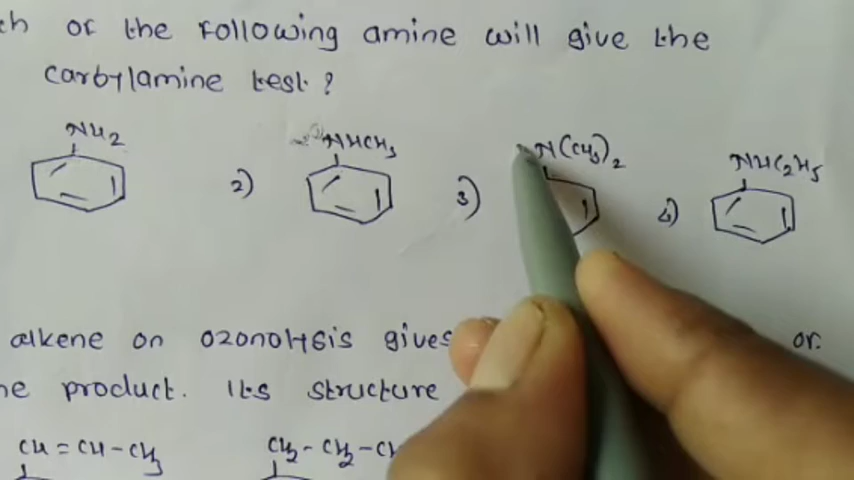 of the following amine will give the
carbylamine test?
NH2 2) NHCH3 3) N(CH3)2 4) NHC2H5
alkene on ozonolysis gives or.
product. Its structure
CH=CH-CH3 CH2-CH2-